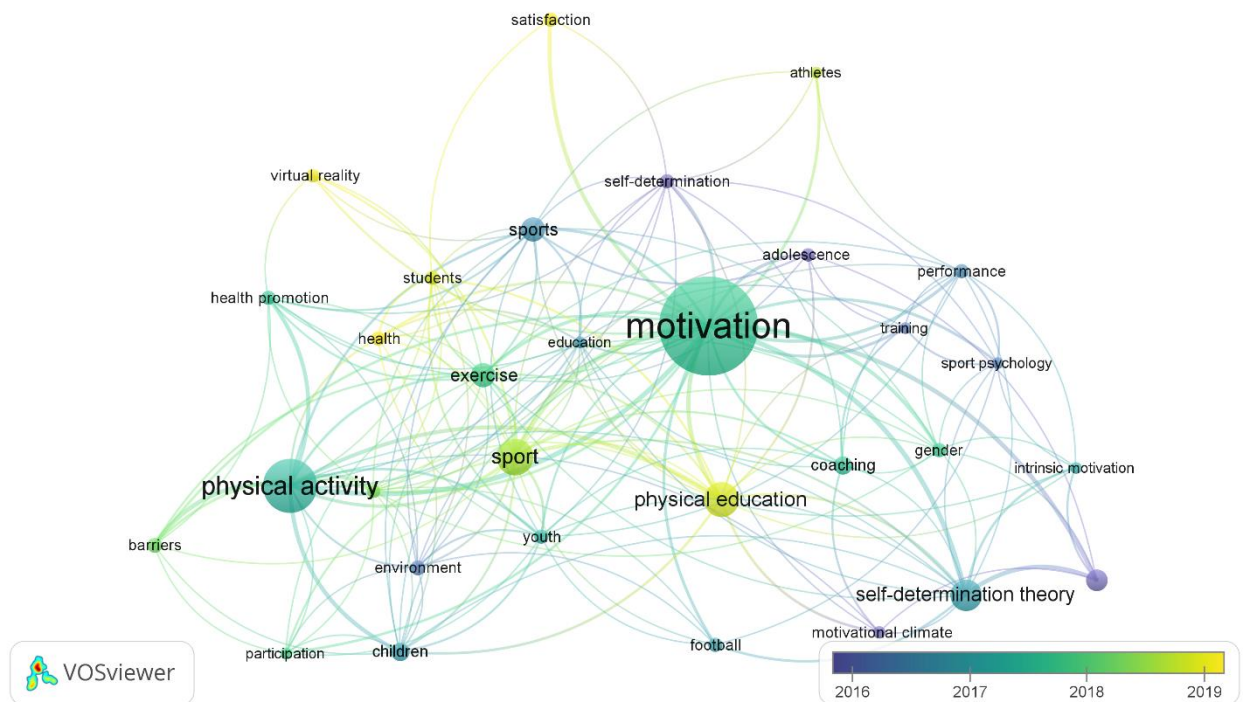 satisfaction
athletes
virtual reality
self-determination
sports
adolescence
performance
students
health promotion
motivation
training
health
education
sport psychology
exercise
sport
gender
coaching
intrinsic motivation
physical activity
physical education
youth
barriers
environment
self-determination theory
motivational climate
football
participation
children
VOSviewer
2016
2017
2018
2019